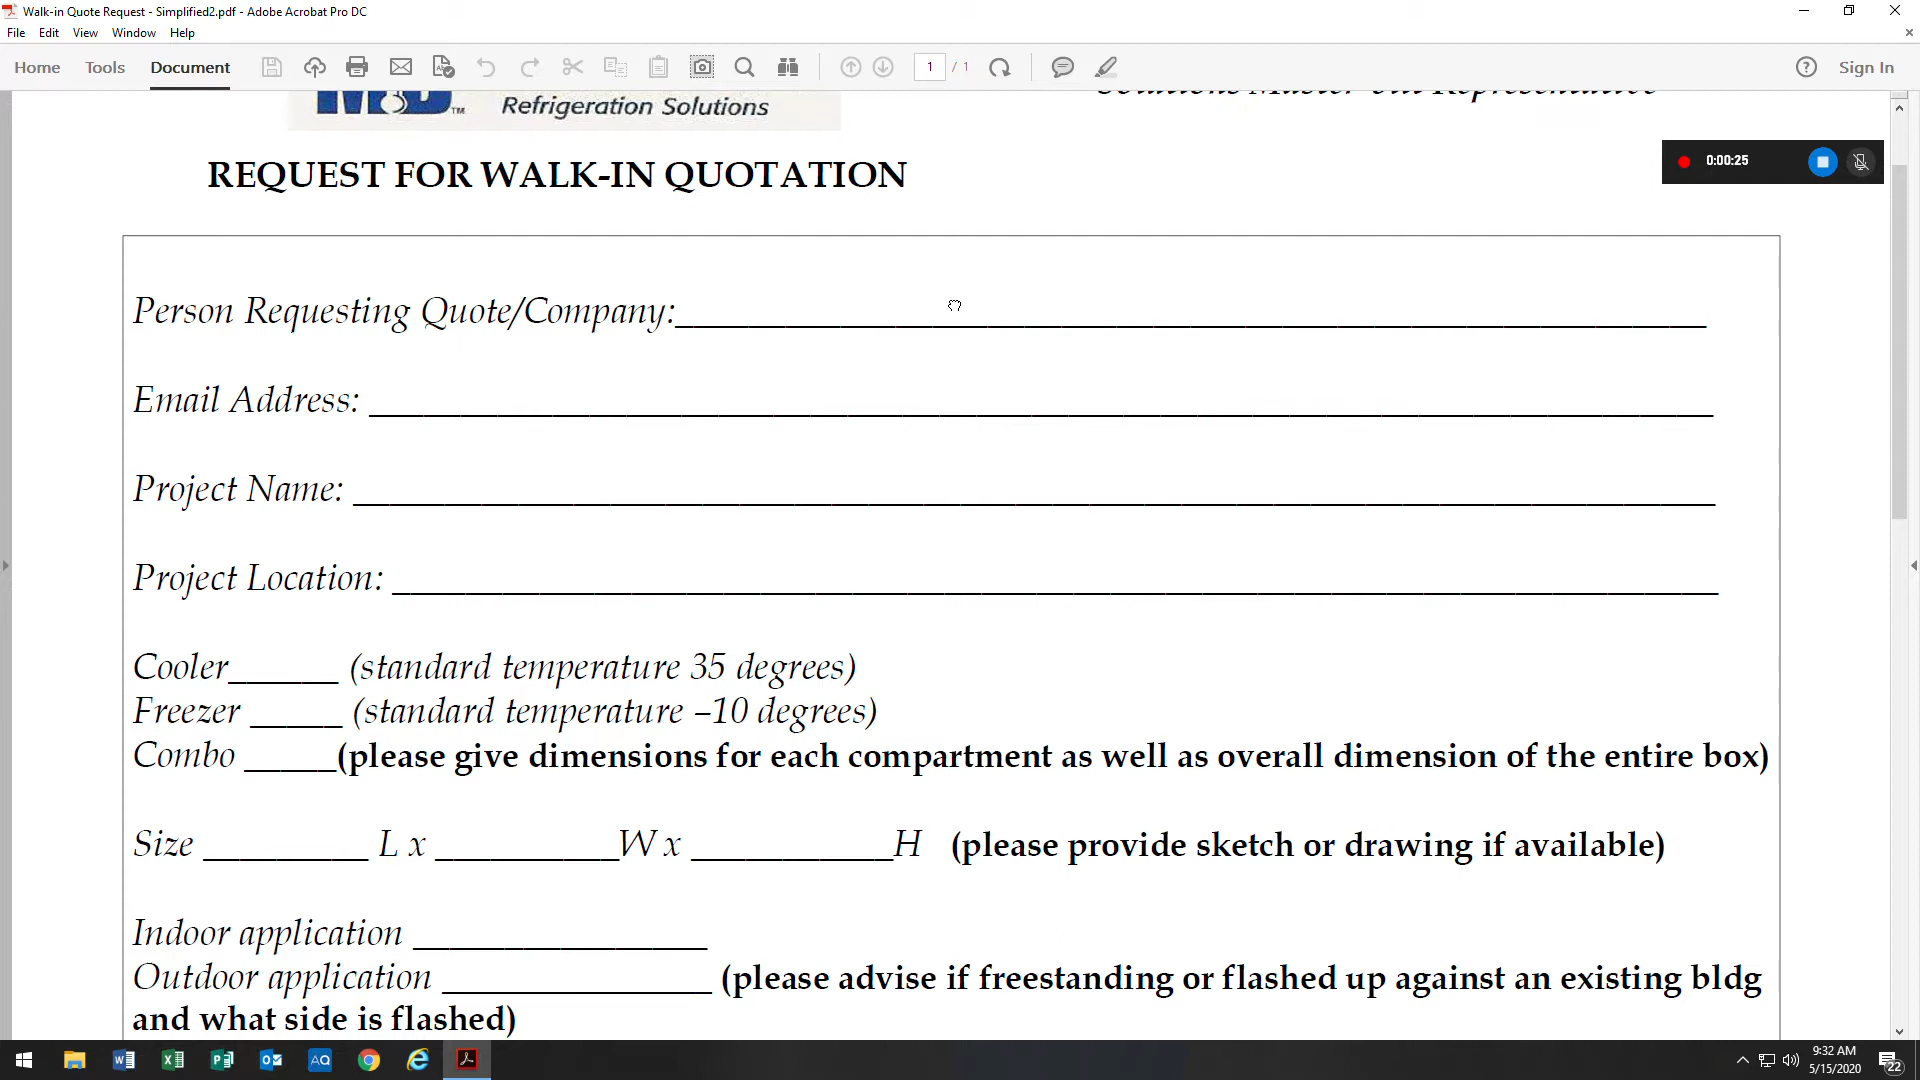 Walk-in Quote Request - Simplified2.pdf - Adobe Acrobat Pro DC
File Edit View Window Help
Home Tools Document 1 / 1 Sign In
Refrigeration Solutions
REQUEST FOR WALK-IN QUOTATION
0:00:25
Person Requesting Quote/Company:
Email Address:
Project Name:
Project Location:
Cooler______ (standard temperature 35 degrees)
Freezer _____ (standard temperature –10 degrees)
Combo _____(please give dimensions for each compartment as well as overall dimension of the entire box)
Size _________ L x __________W x ___________H (please provide sketch or drawing if available)
Indoor application ________________
Outdoor application _______________ (please advise if freestanding or flashed up against an existing bldg
and what side is flashed)
9:32 AM
5/15/2020
22